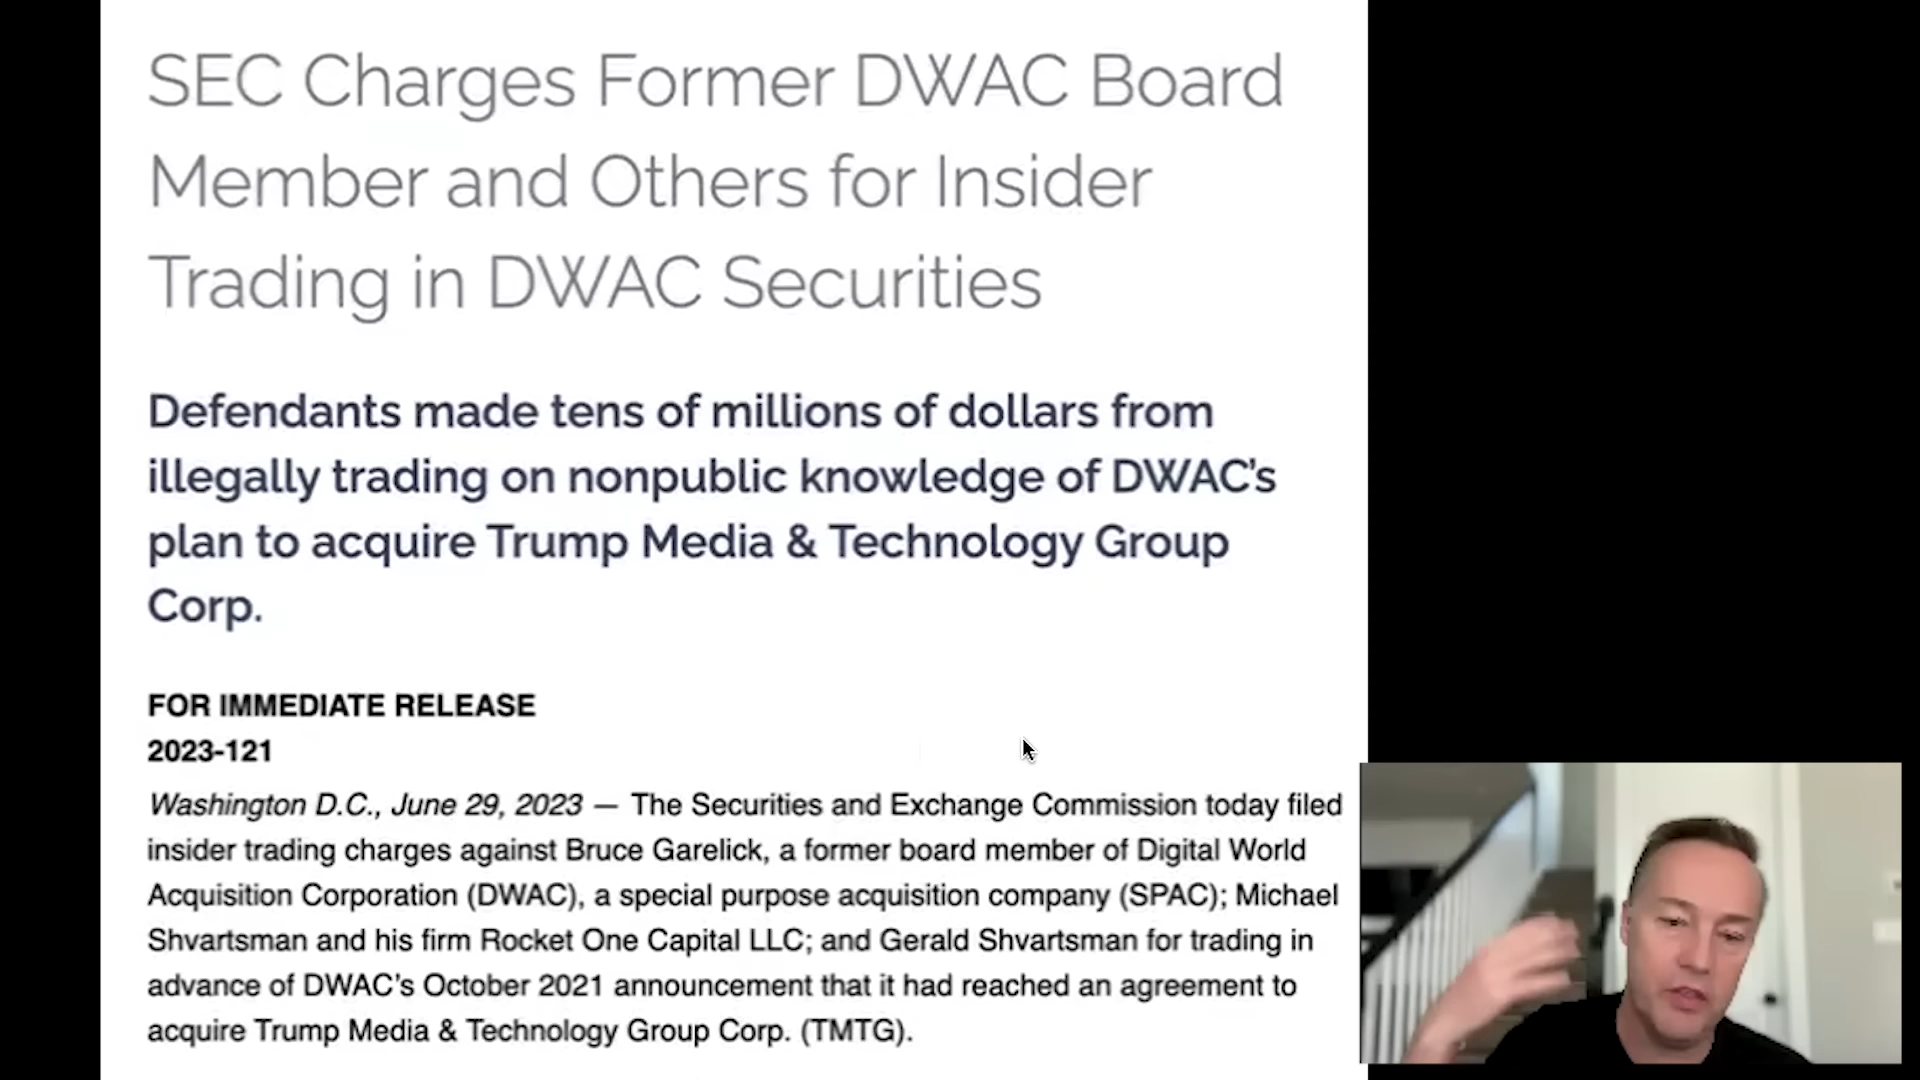 SEC Charges Former DWAC Board
Member and Others for Insider
Trading in DWAC Securities
Defendants made tens of millions of dollars from
illegally trading on nonpublic knowledge of DWAC’s
plan to acquire Trump Media & Technology Group
Corp.
FOR IMMEDIATE RELEASE
2023-121
Washington D.C., June 29, 2023 — The Securities and Exchange Commission today filed
insider trading charges against Bruce Garelick, a former board member of Digital World
Acquisition Corporation (DWAC), a special purpose acquisition company (SPAC); Michael
Shvartsman and his firm Rocket One Capital LLC; and Gerald Shvartsman for trading in
advance of DWAC’s October 2021 announcement that it had reached an agreement to
acquire Trump Media & Technology Group Corp. (TMTG).